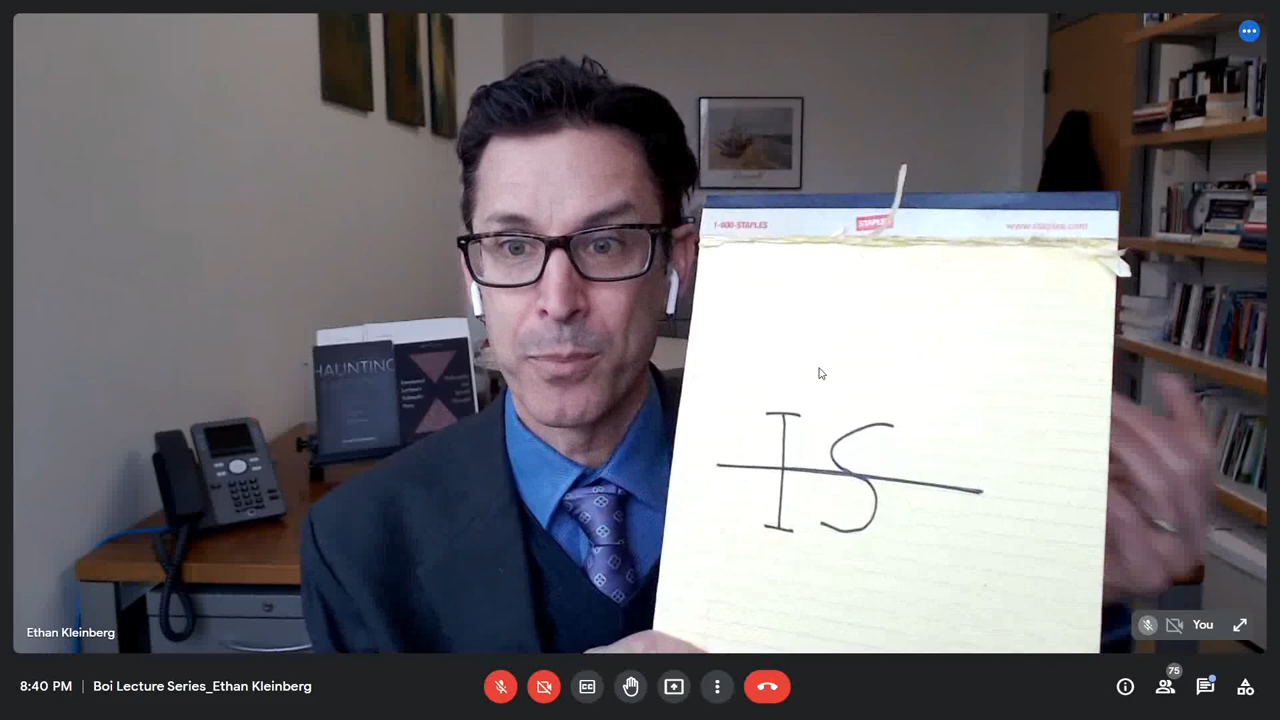 HAUNTING
1-800-STAPLES
STAPLES
www.staples.com
IS
Ethan Kleinberg
You
8:40 PM
Boi Lecture Series_Ethan Kleinberg
CC
75